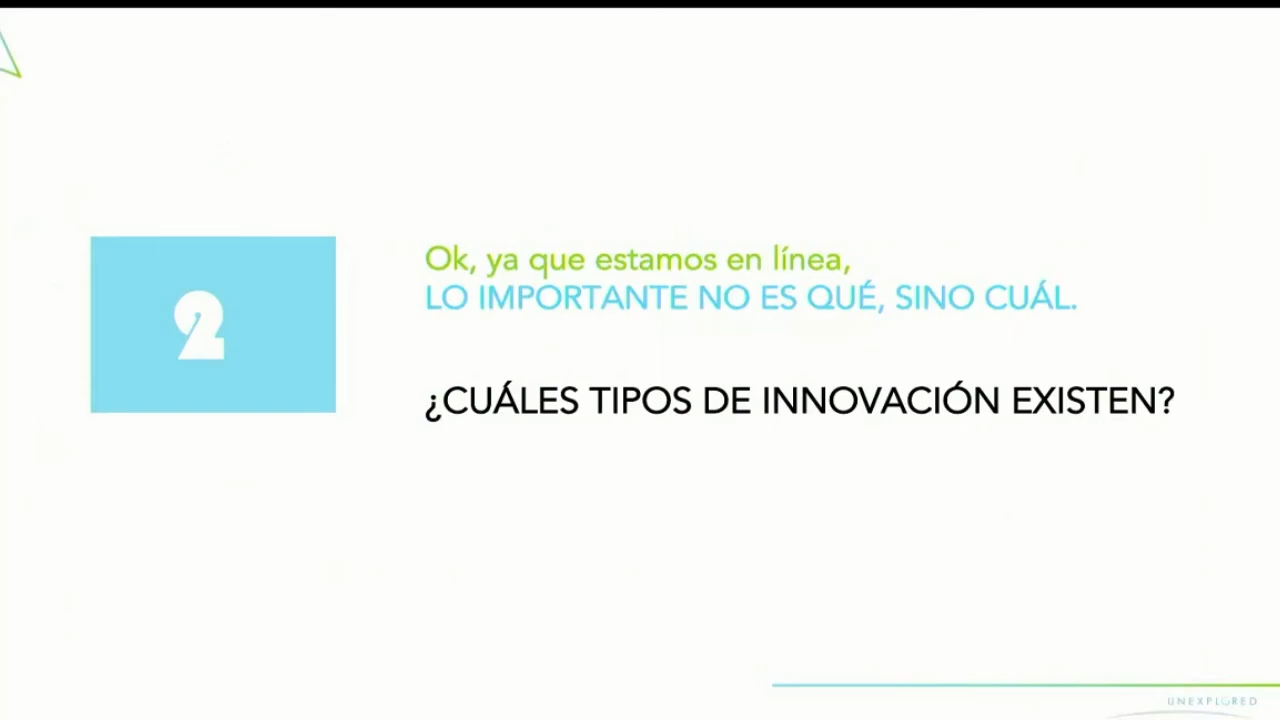 2
Ok, ya que estamos en línea,
LO IMPORTANTE NO ES QUÉ, SINO CUÁL.
¿CUÁLES TIPOS DE INNOVACIÓN EXISTEN?
UNEXPLORED